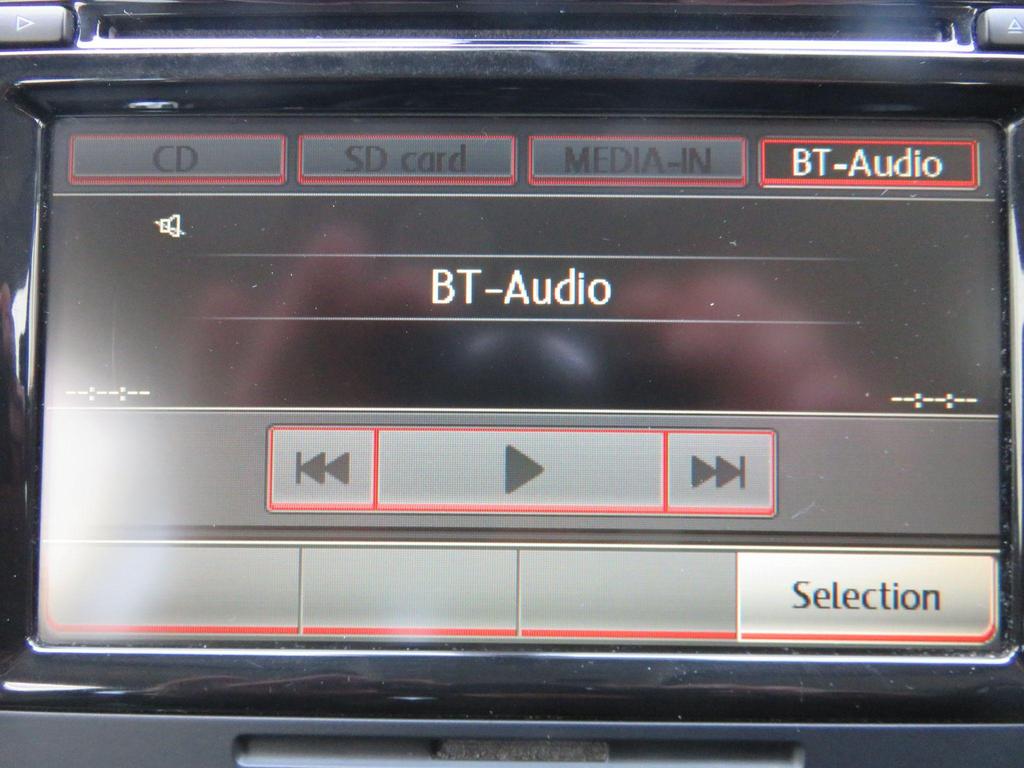 CD SD card MEDIA-IN BT-Audio
BT-Audio
--:--:-- --:--:--
Selection